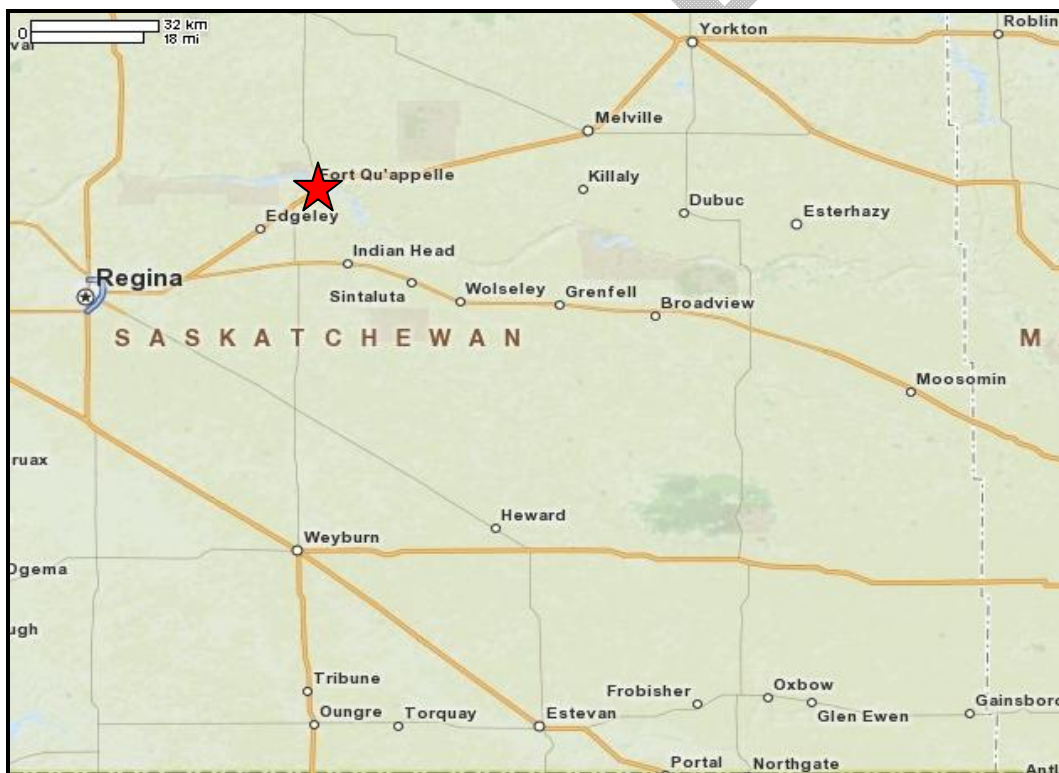 0
32 km
18 mi
Roblin
val
Yorkton
Melville
Fort Qu'appelle
Killaly
Dubuc
Esterhazy
Edgeley
Indian Head
Regina
Sintaluta
Wolseley
Grenfell
Broadview
SASKATCHEWAN
M
Moosomin
ruax
Heward
Weyburn
Ogema
ugh
Tribune
Frobisher
Oxbow
Gainsboro
Oungre
Torquay
Estevan
Glen Ewen
Portal
Northgate
Antl